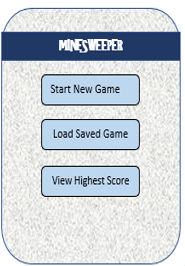 MINESWEEPER
Start New Game
Load Saved Game
View Highest Score